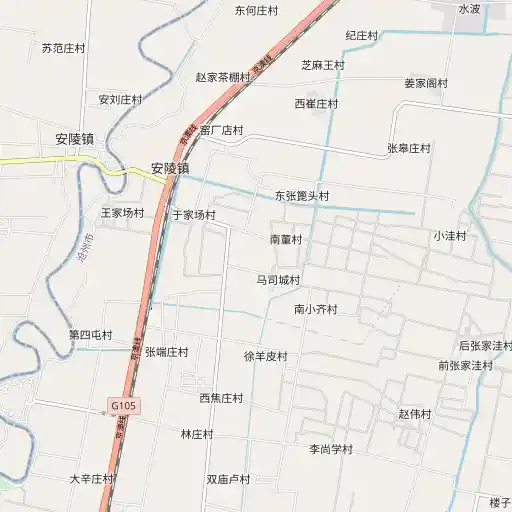 东何庄村
水波
纪庄村
苏范庄村
芝麻王村
京澳线
赵家茶棚村
姜家阁村
安刘庄村
西崔庄村
窑厂店村
京澳线
安陵镇
张皋庄村
安陵镇
东张篦头村
王家场村
于家场村
小洼村
南董村
沧州市
马司城村
南小齐村
第四屯村
京澳线
后张家洼村
张端庄村
徐羊皮村
前张家洼村
西焦庄村
G105
赵伟村
京澳线
林庄村
李尚学村
大辛庄村
双庙卢村
楼子